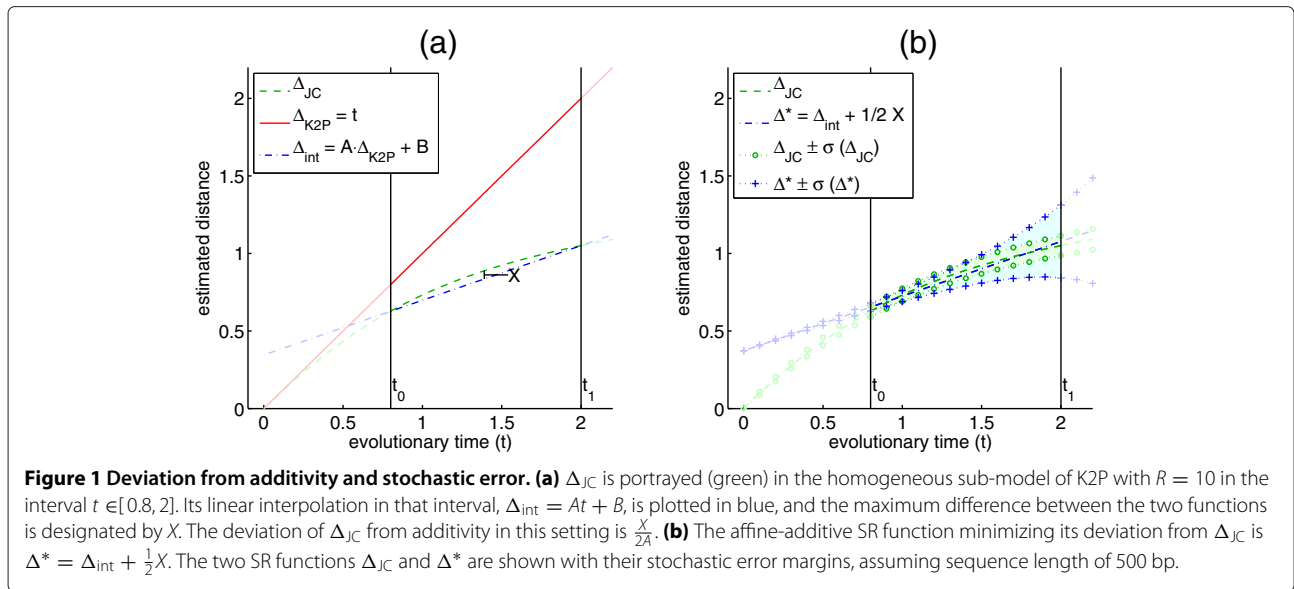 (a)
Δ_JC
Δ_K2P = t
Δ_int = A·Δ_K2P + B
2
1.5
1
0.5
0
estimated distance
X
t_0
t_1
0 0.5 1 1.5 2
evolutionary time (t)
(b)
Δ_JC
Δ* = Δ_int + 1/2 X
Δ_JC ± σ (Δ_JC)
Δ* ± σ (Δ*)
2
1.5
1
0.5
0
estimated distance
t_0
t_1
0 0.5 1 1.5 2
evolutionary time (t)
Figure 1 Deviation from additivity and stochastic error. (a) Δ_JC is portrayed (green) in the homogeneous sub-model of K2P with R = 10 in the
interval t ∈[ 0.8, 2]. Its linear interpolation in that interval, Δ_int = At + B, is plotted in blue, and the maximum difference between the two functions
is designated by X. The deviation of Δ_JC from additivity in this setting is X/2A. (b) The affine-additive SR function minimizing its deviation from Δ_JC is
Δ* = Δ_int + 1/2 X. The two SR functions Δ_JC and Δ* are shown with their stochastic error margins, assuming sequence length of 500 bp.